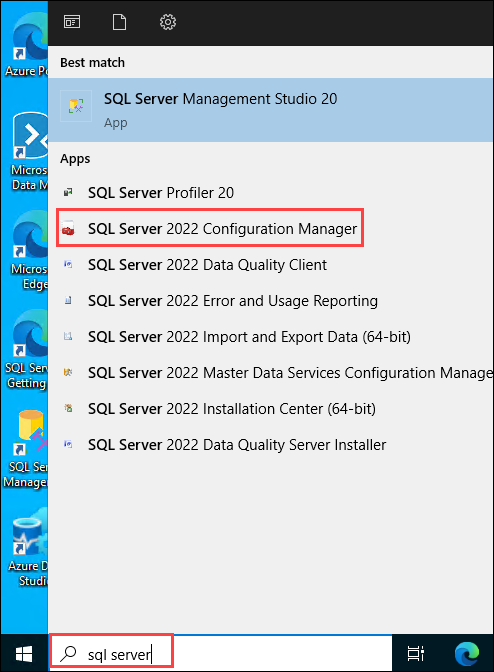 Best match
SQL Server Management Studio 20
App
Apps
SQL Server Profiler 20
SQL Server 2022 Configuration Manager
SQL Server 2022 Data Quality Client
SQL Server 2022 Error and Usage Reporting
SQL Server 2022 Import and Export Data (64-bit)
SQL Server 2022 Master Data Services Configuration Manage
SQL Server 2022 Installation Center (64-bit)
SQL Server 2022 Data Quality Server Installer
Azure Po
Micros
Data M
Micros
Edge
SQL Serv
Getting
SQL Ser
Manager
Azure D
Studi
sql server